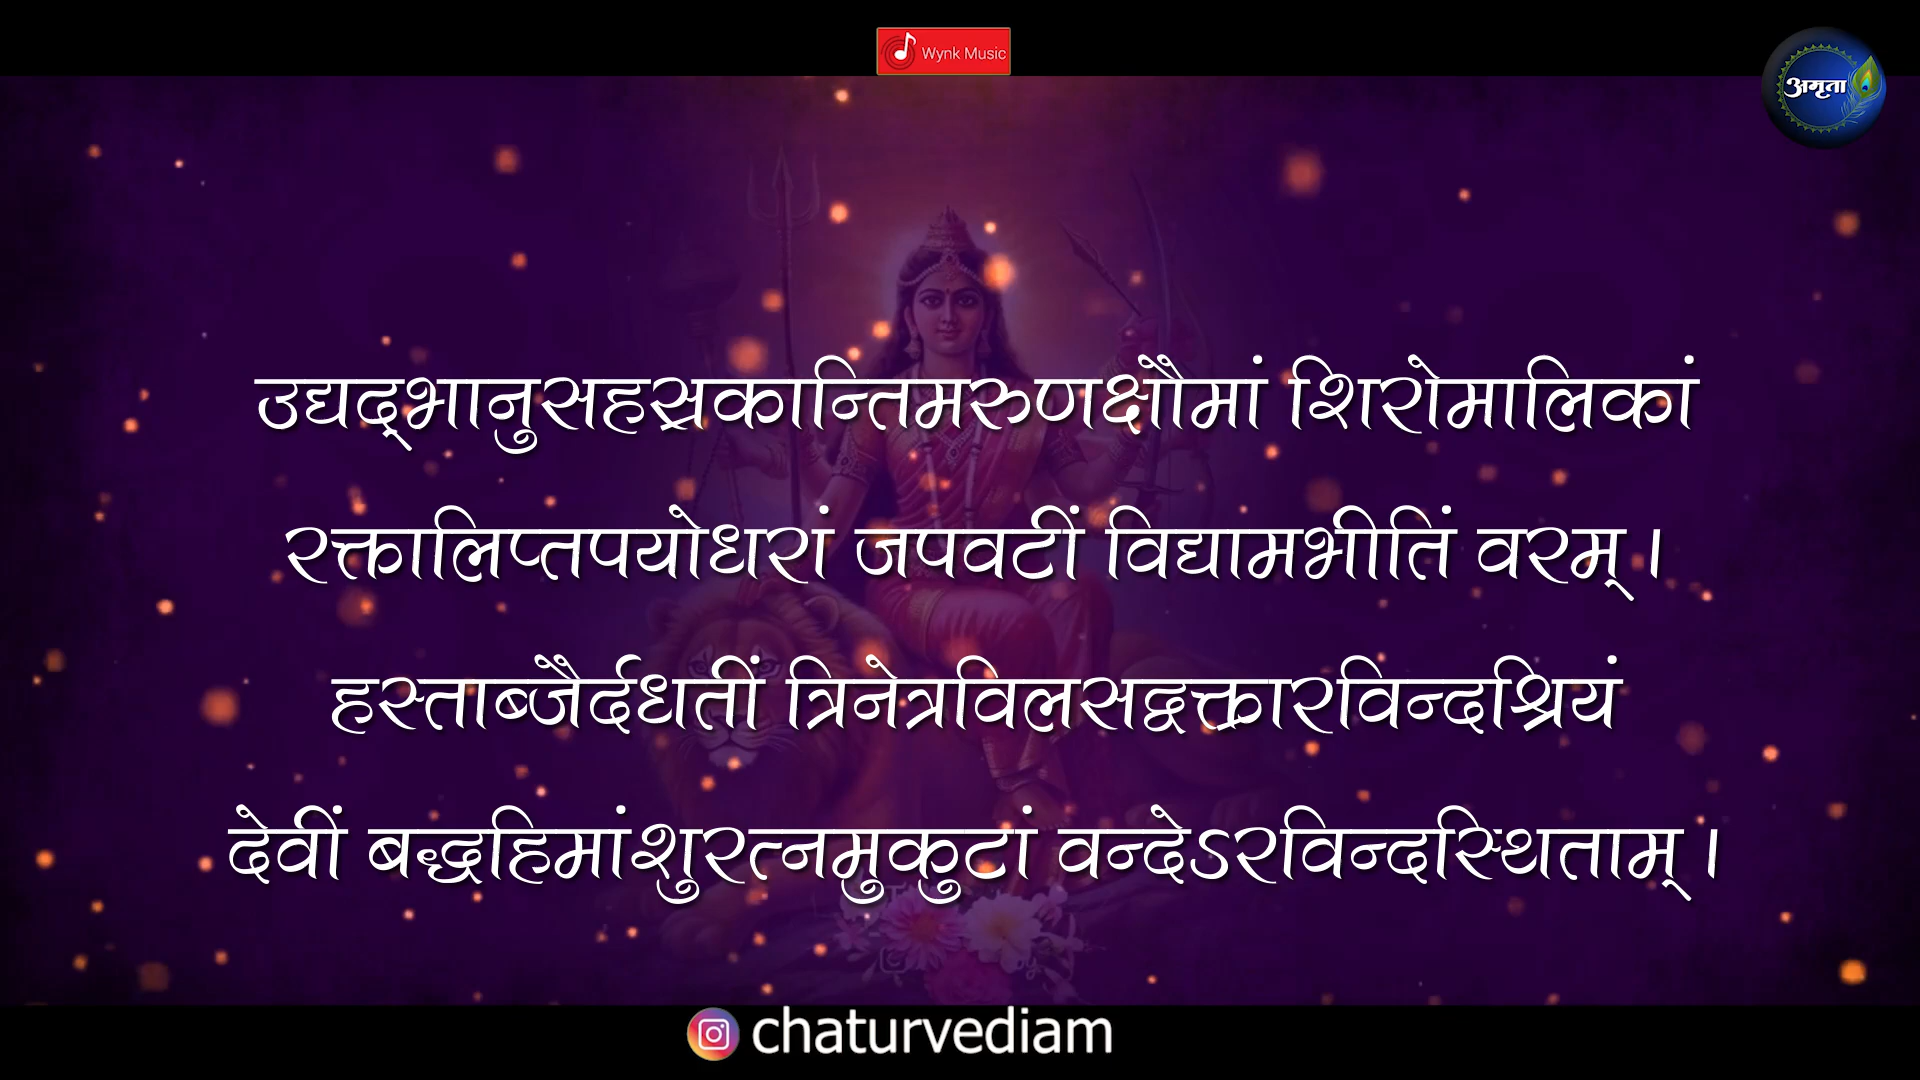 Wynk Music
अमृता
उद्यद्‌भानुसहस्रकान्तिमरुणक्षौमां शिरोमालिकां
रक्तालिप्तपयोधरां जपवटीं विद्यामभीतिं वरम् ।
हस्ताब्जैर्दधतीं त्रिनेत्रविलसद्वक्त्रारविन्दश्रियं
देवीं बद्धहिमांशुरत्नमुकुटां वन्देऽरविन्दस्थिताम् ।
chaturvediam